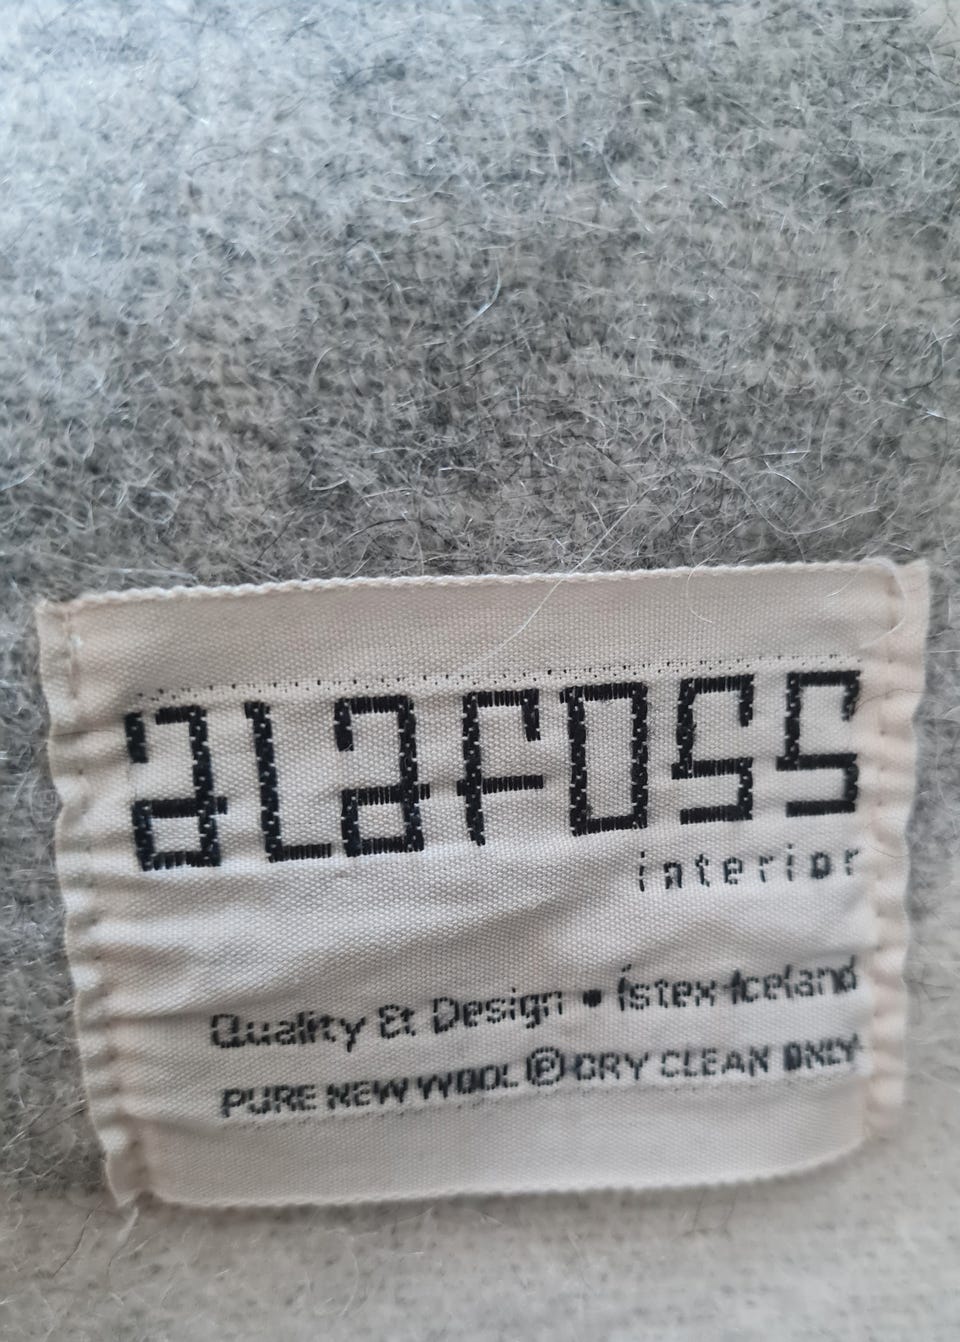 alafoss
interior
Quality & Design • Ístex Iceland
PURE NEW WOOL Ⓟ DRY CLEAN ONLY